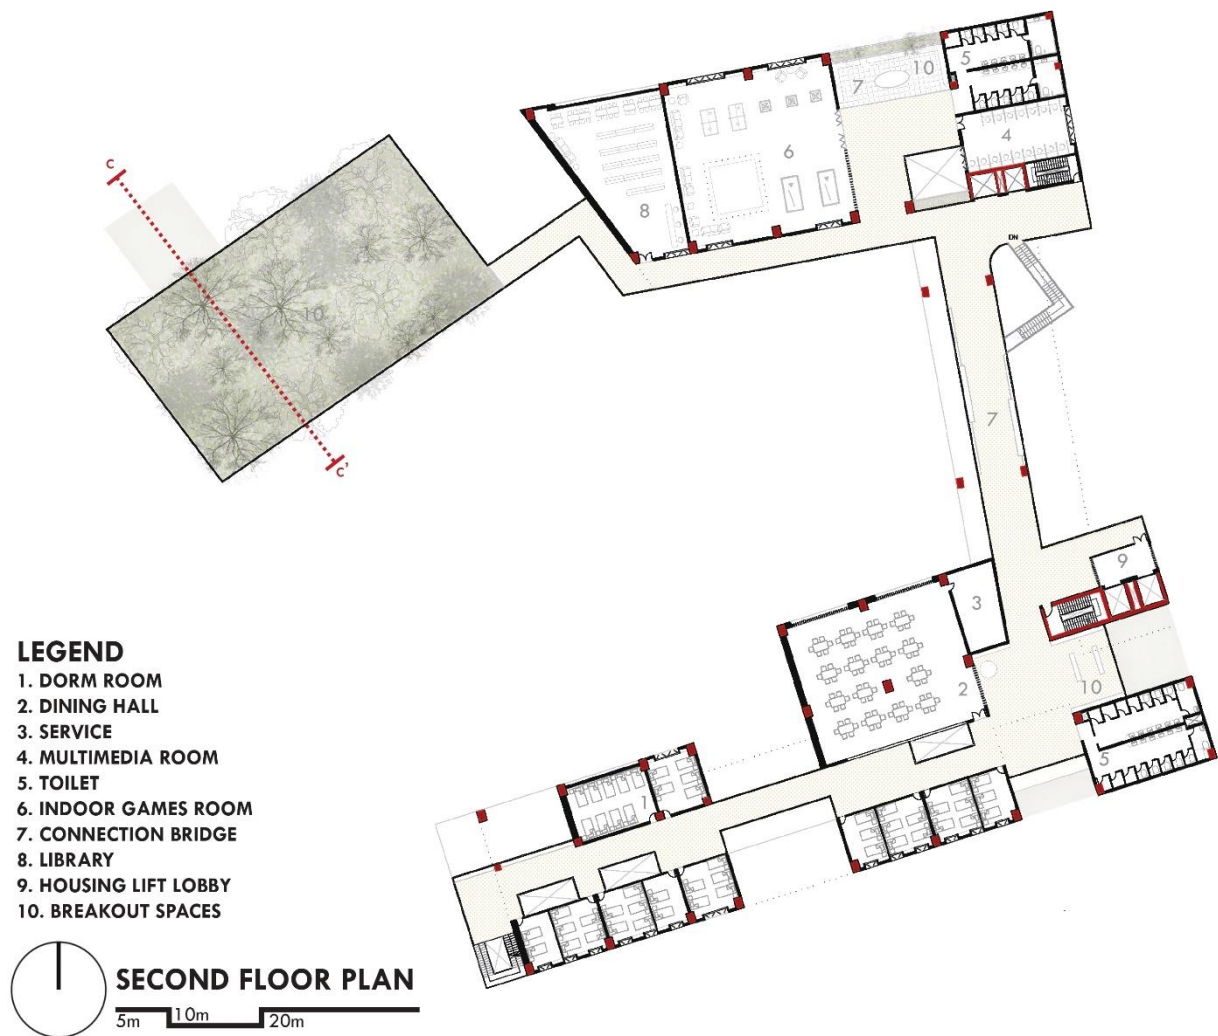 5
10
7
10
10
4
6
C
8
DN
10
7
C'
9
3
2
10
5
1
LEGEND
1. DORM ROOM
2. DINING HALL
3. SERVICE
4. MULTIMEDIA ROOM
5. TOILET
6. INDOOR GAMES ROOM
7. CONNECTION BRIDGE
8. LIBRARY
9. HOUSING LIFT LOBBY
10. BREAKOUT SPACES
SECOND FLOOR PLAN
5m 10m 20m